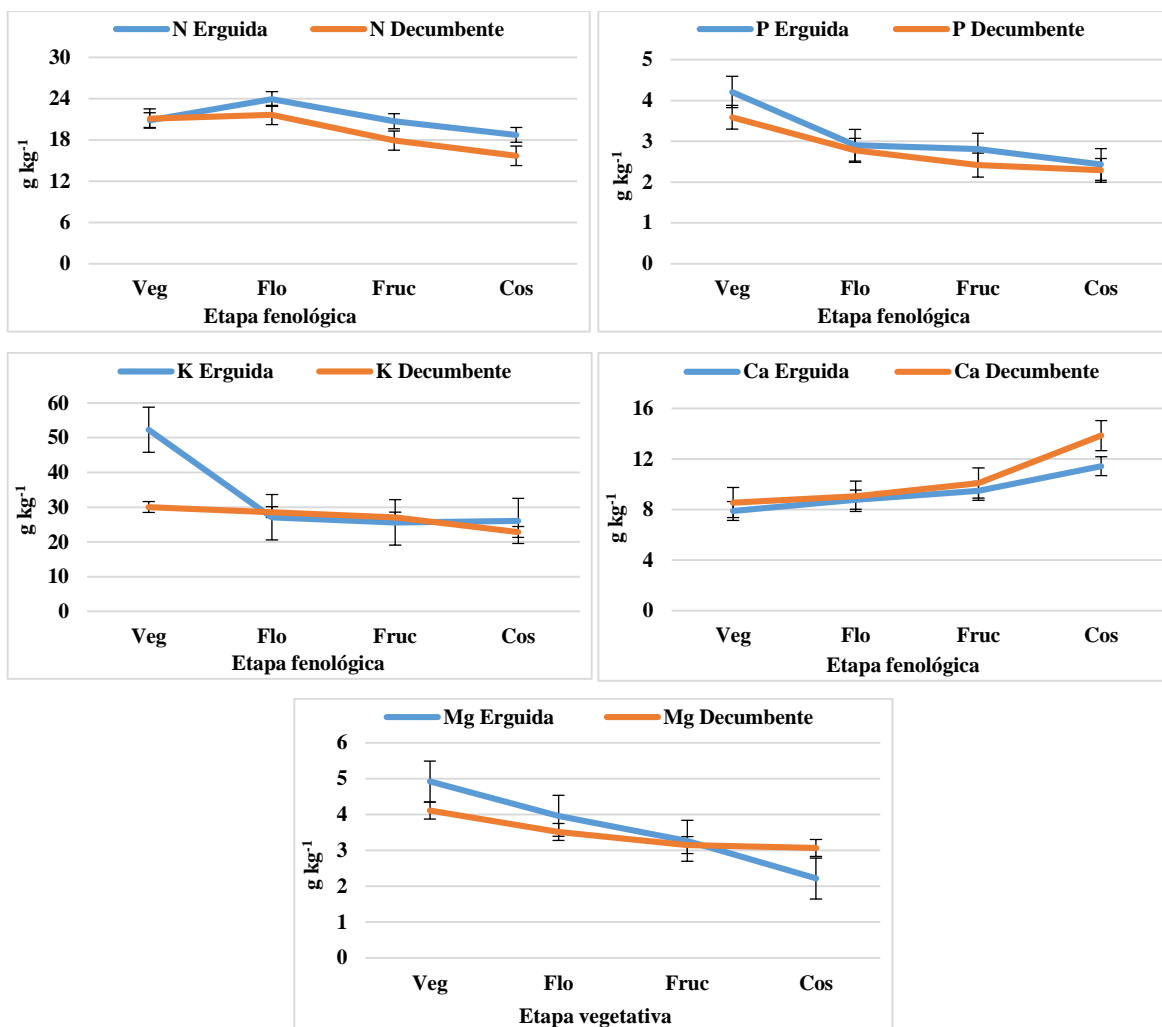 N Erguida N Decumbente
30
24
18
12
6
0
g kg-1
Veg Flo Fruc Cos
Etapa fenológica
P Erguida P Decumbente
5
4
3
2
1
0
g kg-1
Veg Flo Fruc Cos
Etapa fenológica
K Erguida K Decumbente
60
50
40
30
20
10
0
g kg-1
Veg Flo Fruc Cos
Etapa fenológica
Ca Erguida Ca Decumbente
16
12
8
4
0
g kg-1
Veg Flo Fruc Cos
Etapa fenológica
Mg Erguida Mg Decumbente
6
5
4
3
2
1
0
g kg-1
Veg Flo Fruc Cos
Etapa vegetativa